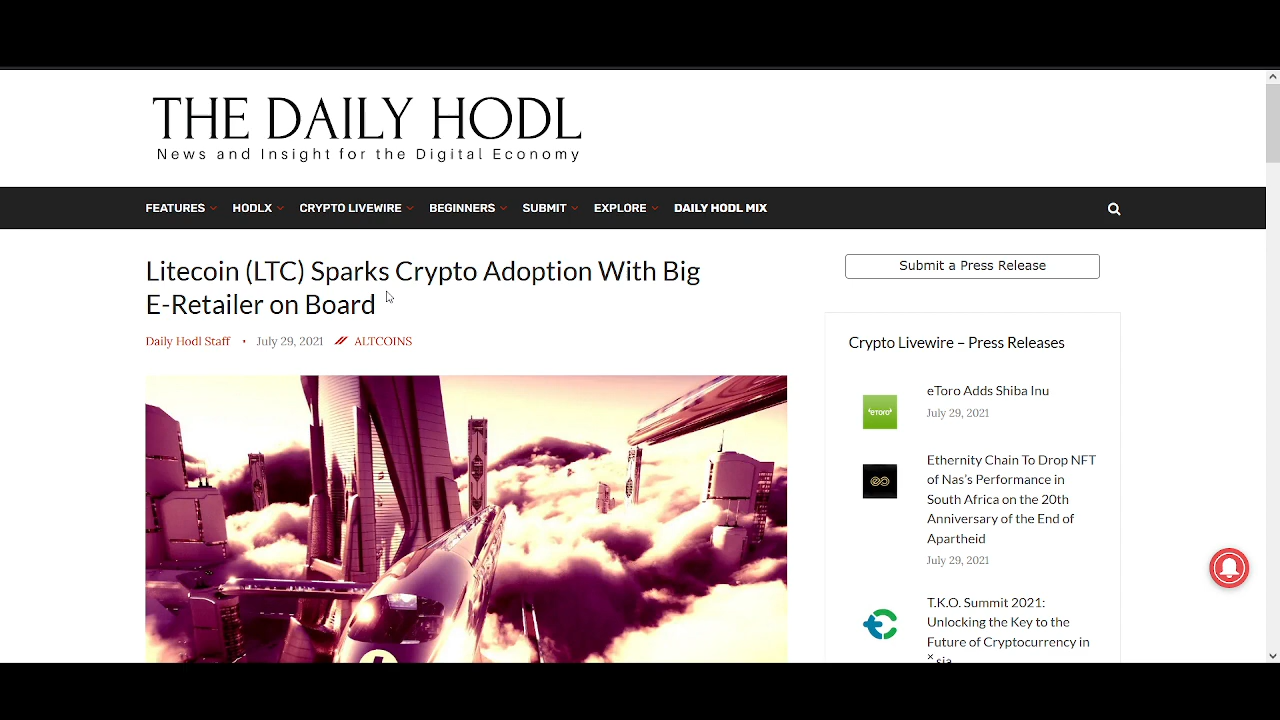 THE DAILY HODL
News and Insight for the Digital Economy
FEATURES HODLX CRYPTO LIVEWIRE BEGINNERS SUBMIT EXPLORE DAILY HODL MIX
Litecoin (LTC) Sparks Crypto Adoption With Big
E-Retailer on Board
Daily Hodl Staff • July 29, 2021 ALTCOINS
Submit a Press Release
Crypto Livewire – Press Releases
eToro
eToro Adds Shiba Inu
July 29, 2021
Ethernity Chain To Drop NFT
of Nas's Performance in
South Africa on the 20th
Anniversary of the End of
Apartheid
July 29, 2021
T.K.O. Summit 2021:
Unlocking the Key to the
Future of Cryptocurrency in